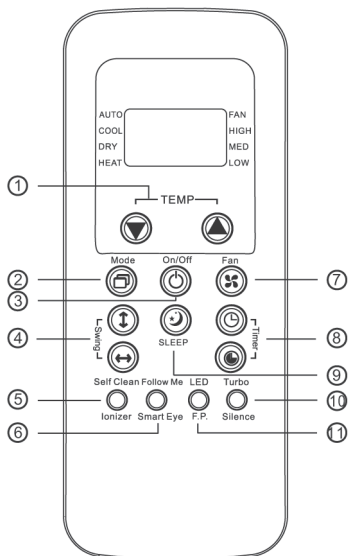 AUTO FAN
COOL HIGH
DRY MED
HEAT LOW
① TEMP
Mode On/Off Fan
② ⑦
③
④ Swing Timer ⑧
SLEEP
⑨
Self Clean Follow Me LED Turbo
⑤ ⑩
Ionizer Smart Eye F.P. Silence
⑥ ⑪